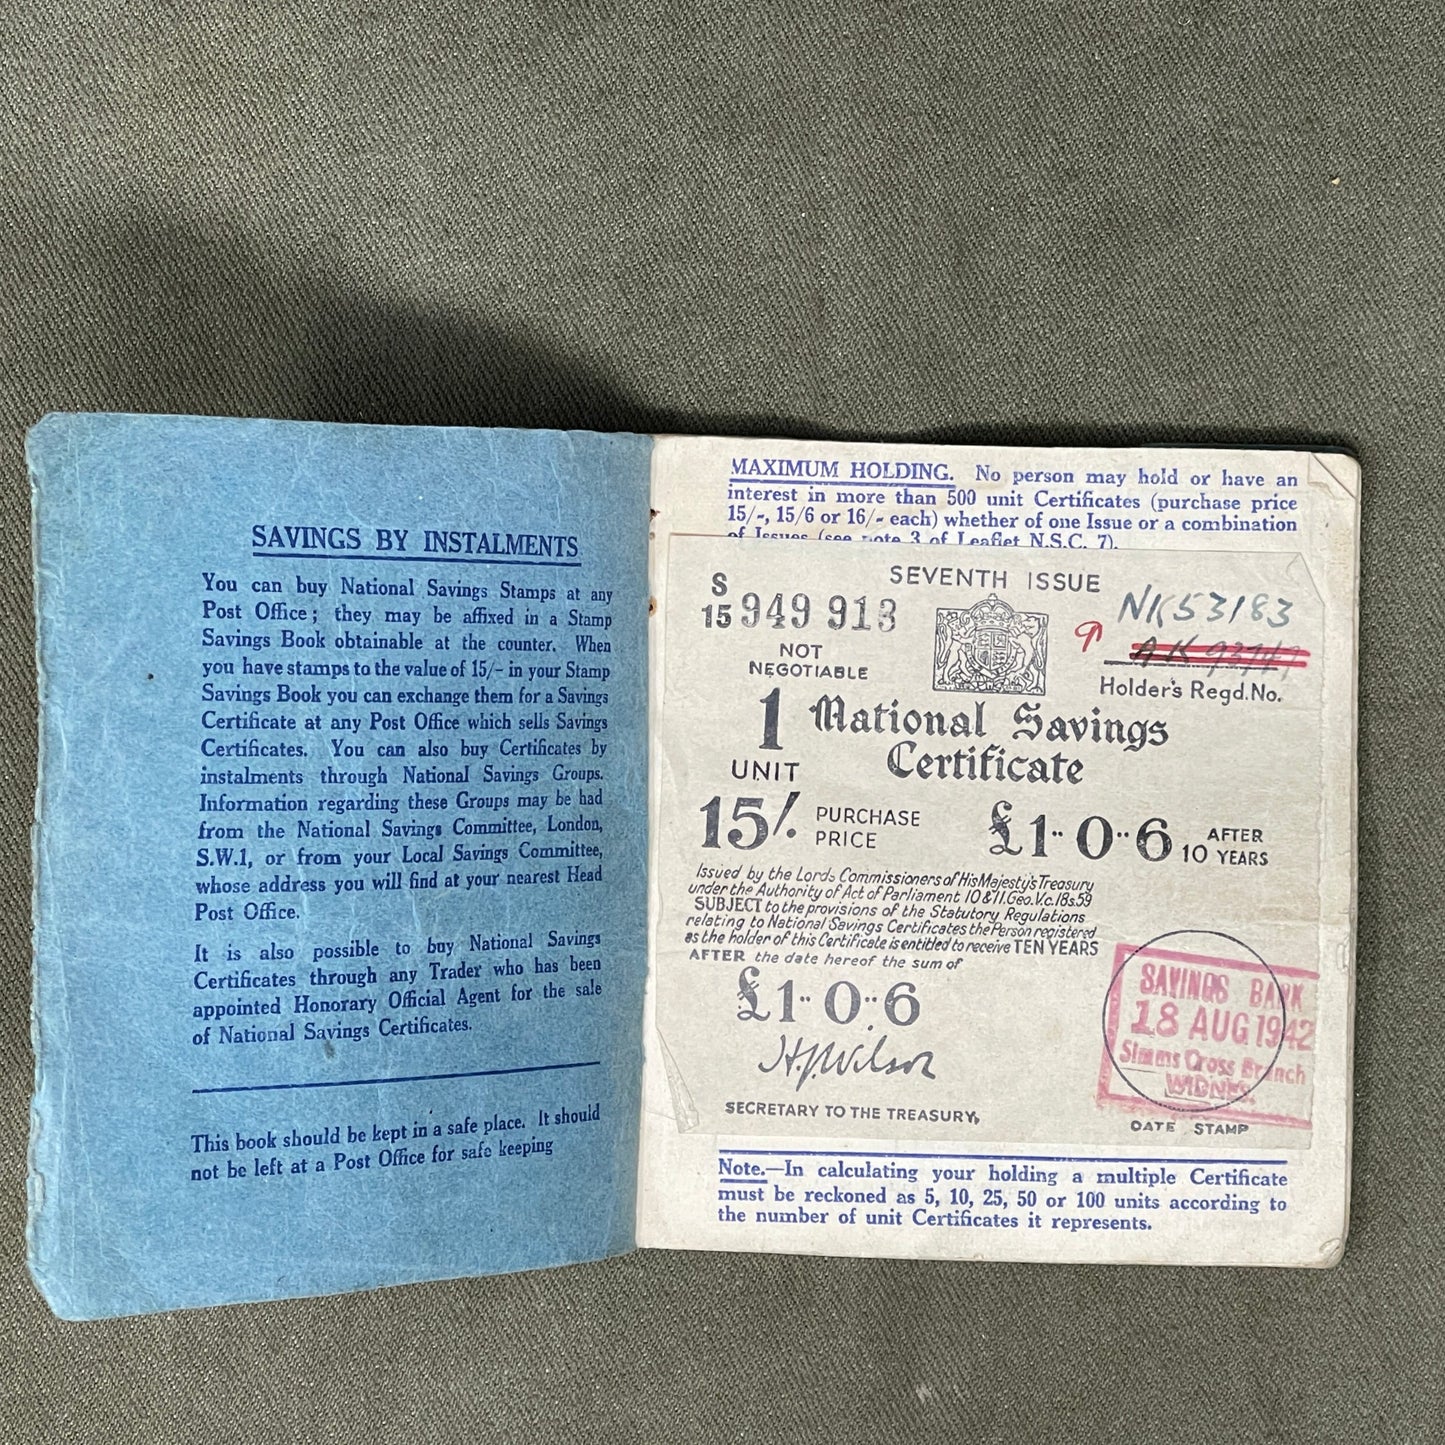 SAVINGS BY INSTALMENTS
You can buy National Savings Stamps at any
Post Office; they may be affixed in a Stamp
Savings Book obtainable at the counter. When
you have stamps to the value of 15/- in your Stamp
Savings Book you can exchange them for a Savings
Certificate at any Post Office which sells Savings
Certificates. You can also buy Certificates by
instalments through National Savings Groups.
Information regarding these Groups may be had
from the National Savings Committee, London,
S.W.1, or from your Local Savings Committee,
whose address you will find at your nearest Head
Post Office.
It is also possible to buy National Savings
Certificates through any Trader who has been
appointed Honorary Official Agent for the sale
of National Savings Certificates.
This book should be kept in a safe place. It should
not be left at a Post Office for safe keeping
MAXIMUM HOLDING. No person may hold or have an
interest in more than 500 unit Certificates (purchase price
15/-, 15/6 or 16/- each) whether of one Issue or a combination
of Issues (see note 3 of Leaflet N.S.C. 7).
SEVENTH ISSUE
S
15 949 913
NK53183
NOT
NEGOTIABLE
Holder's Regd. No.
1 National Savings
UNIT Certificate
15/. PURCHASE
PRICE
£1··0··6 AFTER
10 YEARS
Issued by the Lords Commissioners of His Majesty's Treasury
under the Authority of Act of Parliament 10 & 11. Geo.V.c.18s.59
SUBJECT to the provisions of the Statutory Regulations
relating to National Savings Certificates the Person registered
as the holder of this Certificate is entitled to receive TEN YEARS
AFTER the date hereof the sum of
£1··0··6
H.J.Wilson
SECRETARY TO THE TREASURY,
SAVINGS BANK
18 AUG 1942
Simms Cross Branch
WIDNES.
DATE STAMP
Note.—In calculating your holding a multiple Certificate
must be reckoned as 5, 10, 25, 50 or 100 units according to
the number of unit Certificates it represents.